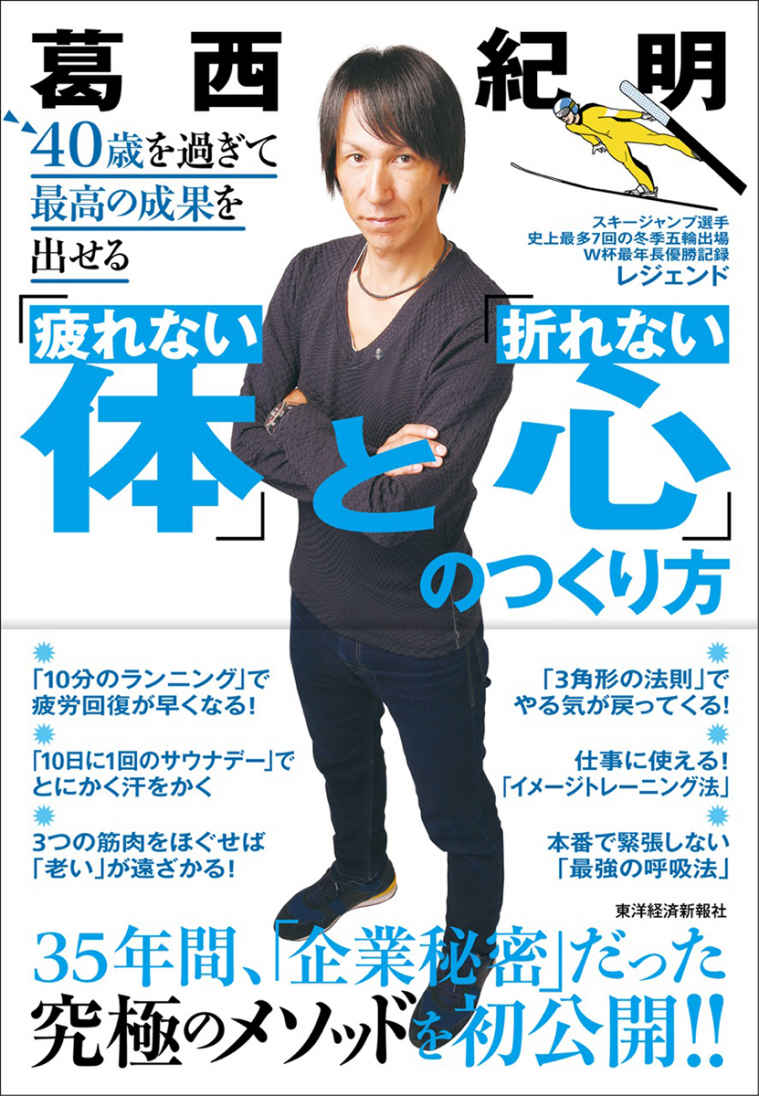 葛西紀明
40歳を過ぎて
最高の成果を
出せる
スキージャンプ選手
史上最多7回の冬季五輪出場
W杯最年長優勝記録
レジェンド
「疲れない
体」と
「折れない
心」
のつくり方
「10分のランニング」で
疲労回復が早くなる!
「10日に1回のサウナデー」で
とにかく汗をかく
3つの筋肉をほぐせば
「老い」が遠ざかる!
「3角形の法則」で
やる気が戻ってくる!
仕事に使える!
「イメージトレーニング法」
本番で緊張しない
「最強の呼吸法」
東洋経済新報社
35年間、「企業秘密」だった
究極のメソッドを初公開!!